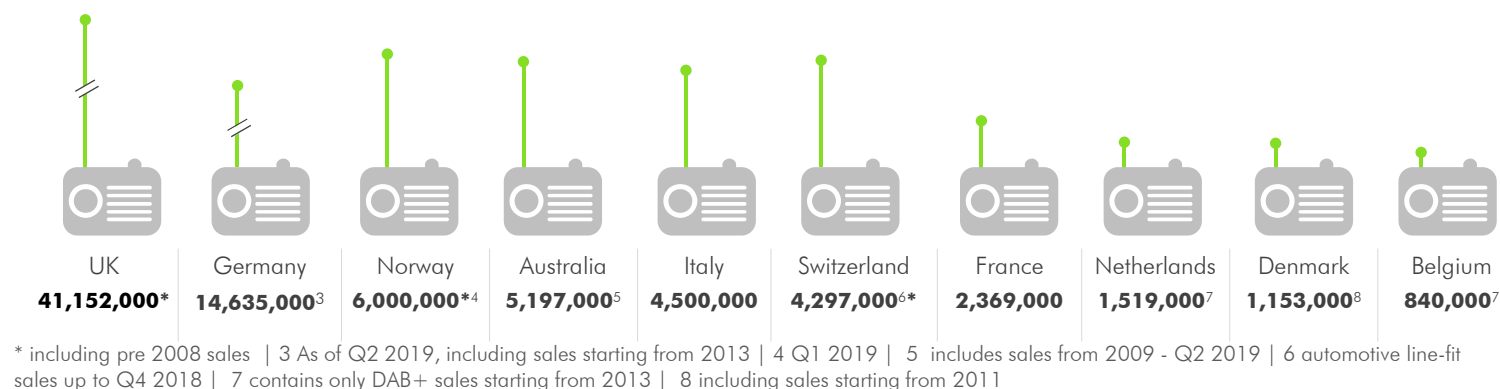 UK Germany Norway Australia Italy Switzerland France Netherlands Denmark Belgium
41,152,000* 14,635,000³ 6,000,000*⁴ 5,197,000⁵ 4,500,000 4,297,000⁶* 2,369,000 1,519,000⁷ 1,153,000⁸ 840,000⁷
* including pre 2008 sales | 3 As of Q2 2019, including sales starting from 2013 | 4 Q1 2019 | 5 includes sales from 2009 - Q2 2019 | 6 automotive line-fit
sales up to Q4 2018 | 7 contains only DAB+ sales starting from 2013 | 8 including sales starting from 2011